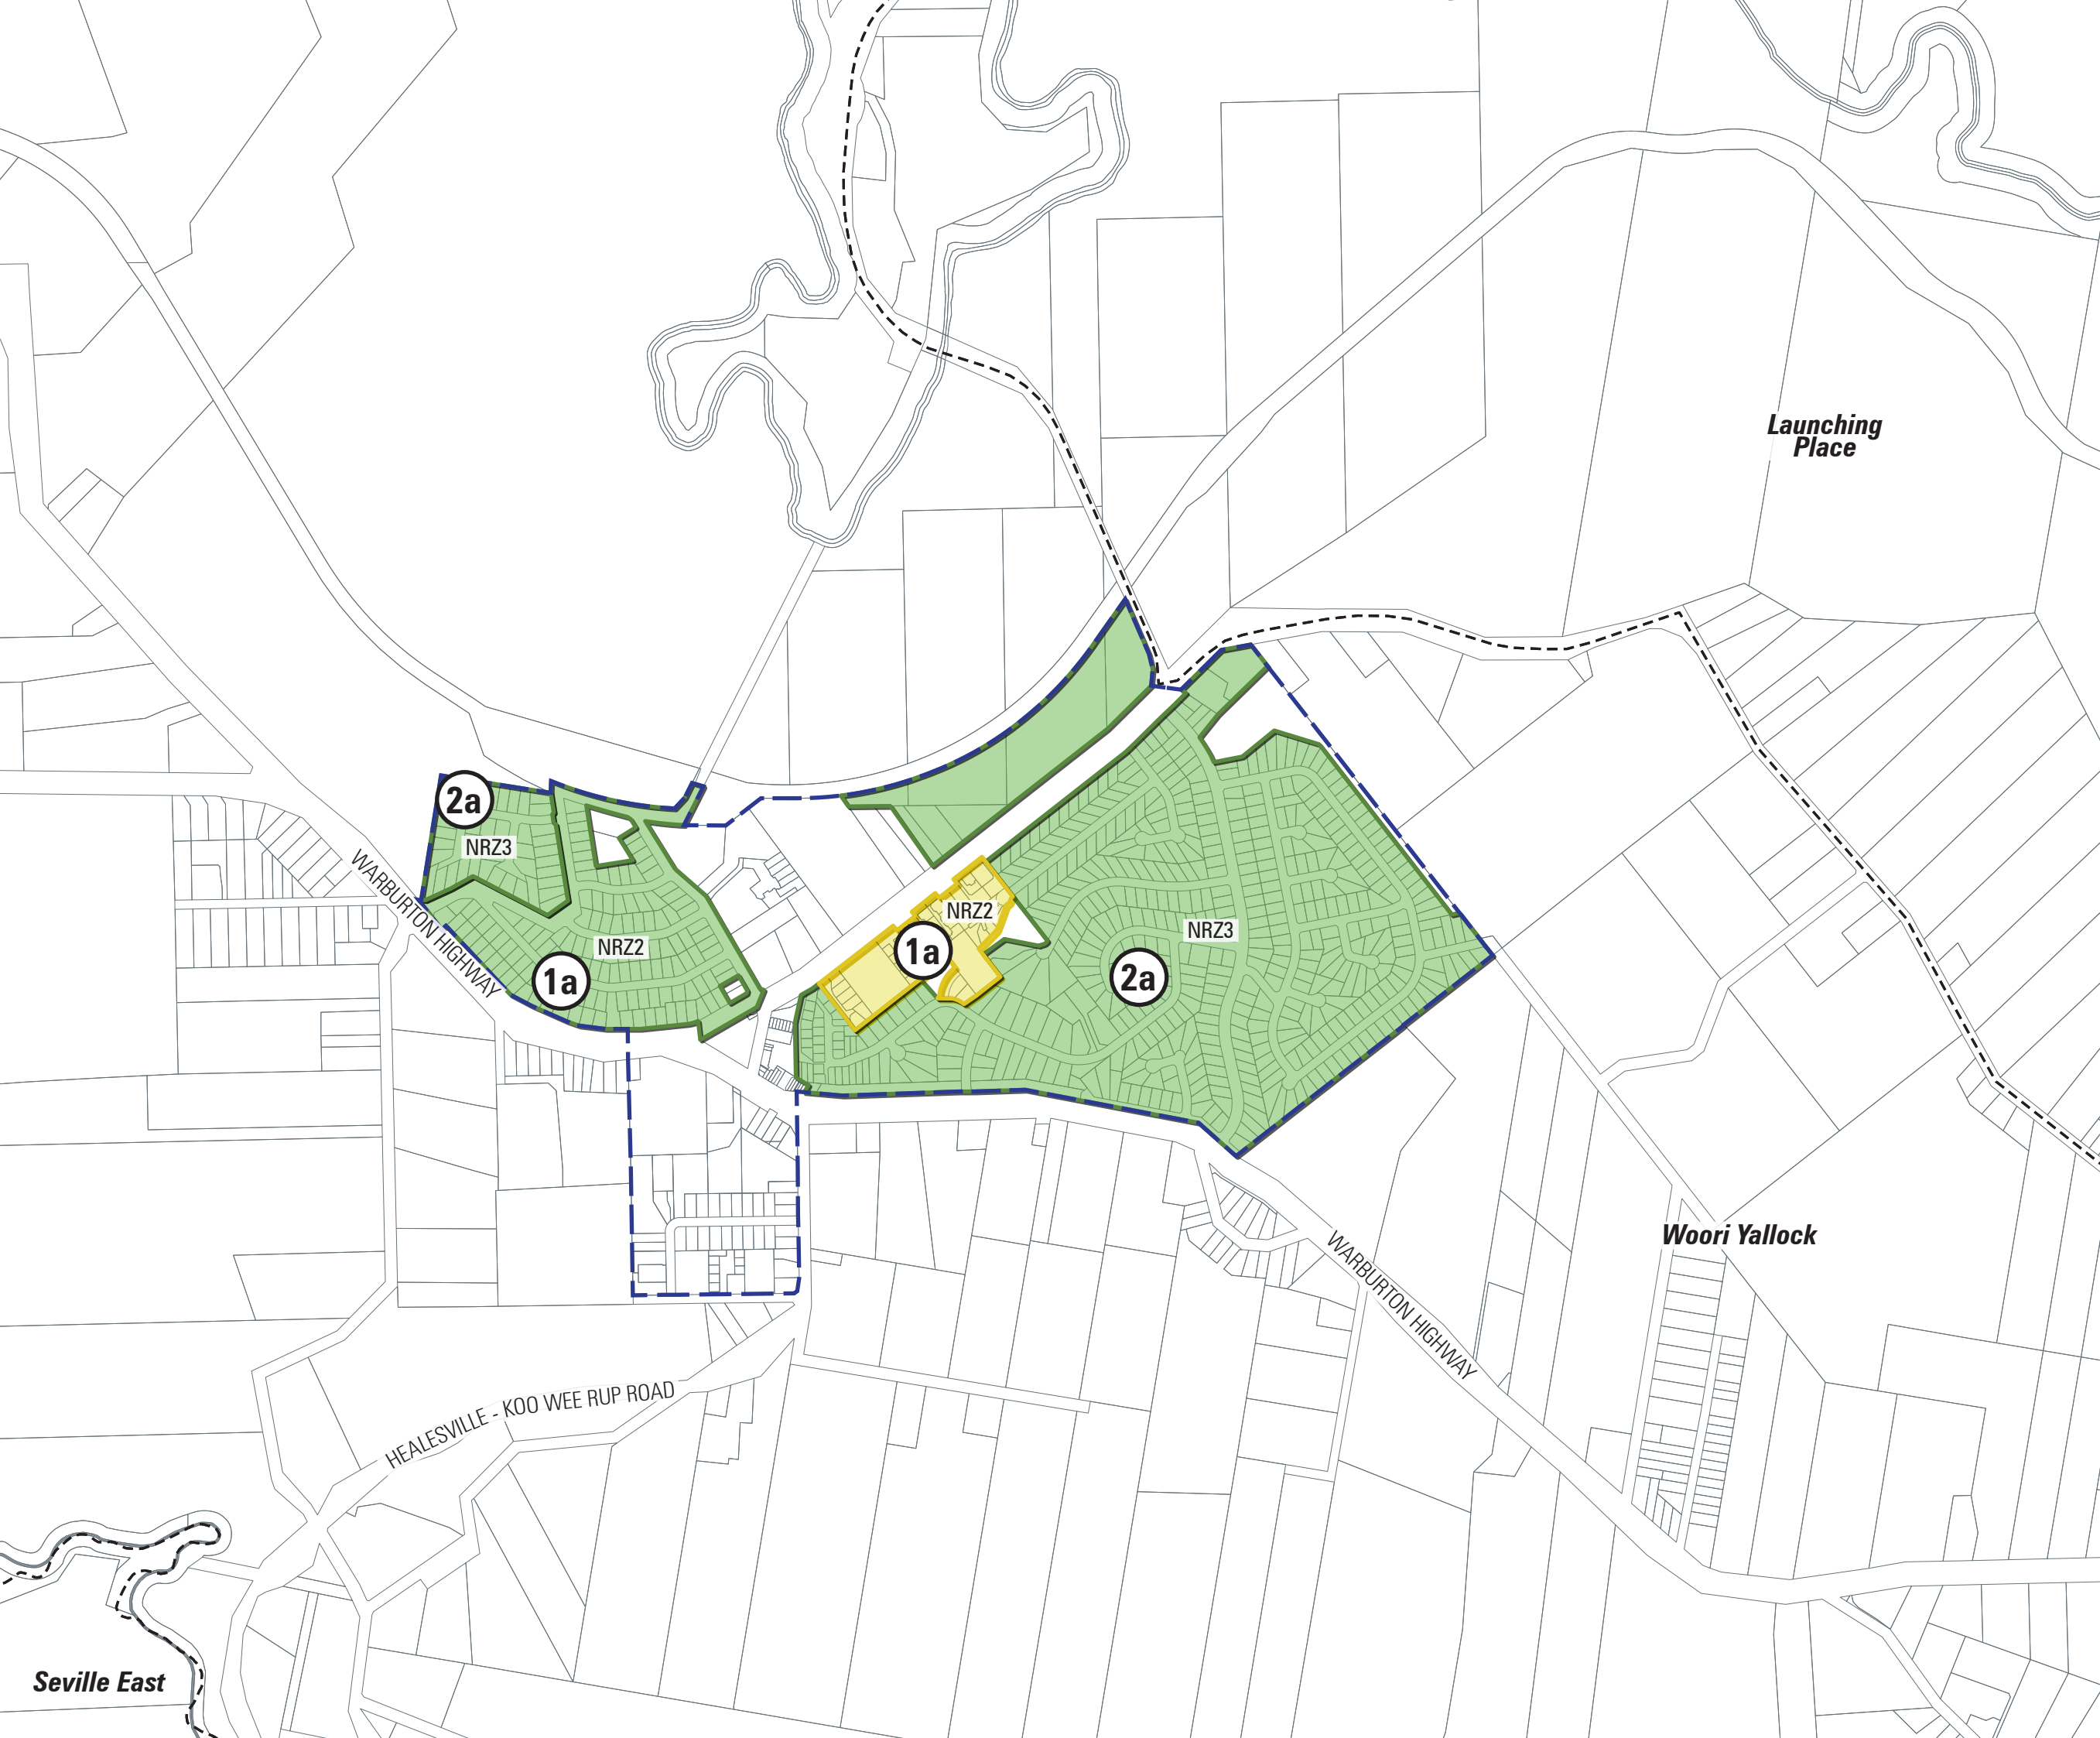 Launching
Place
2a
NRZ3
WARBURTON HIGHWAY
NRZ2
1a
NRZ2
1a
NRZ3
2a
Woori Yallock
WARBURTON HIGHWAY
HEALESVILLE - KOO WEE RUP ROAD
Seville East